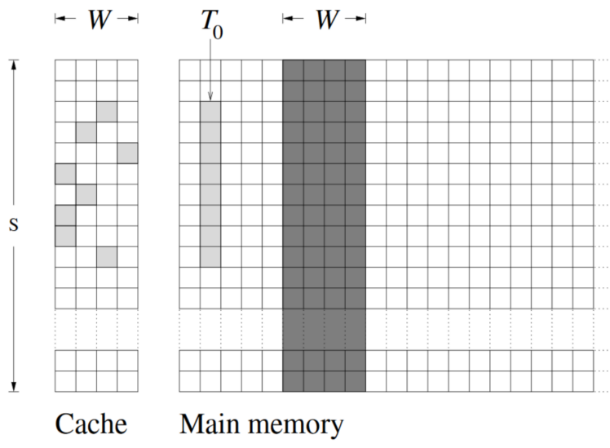 W T₀ W
S
Cache Main memory